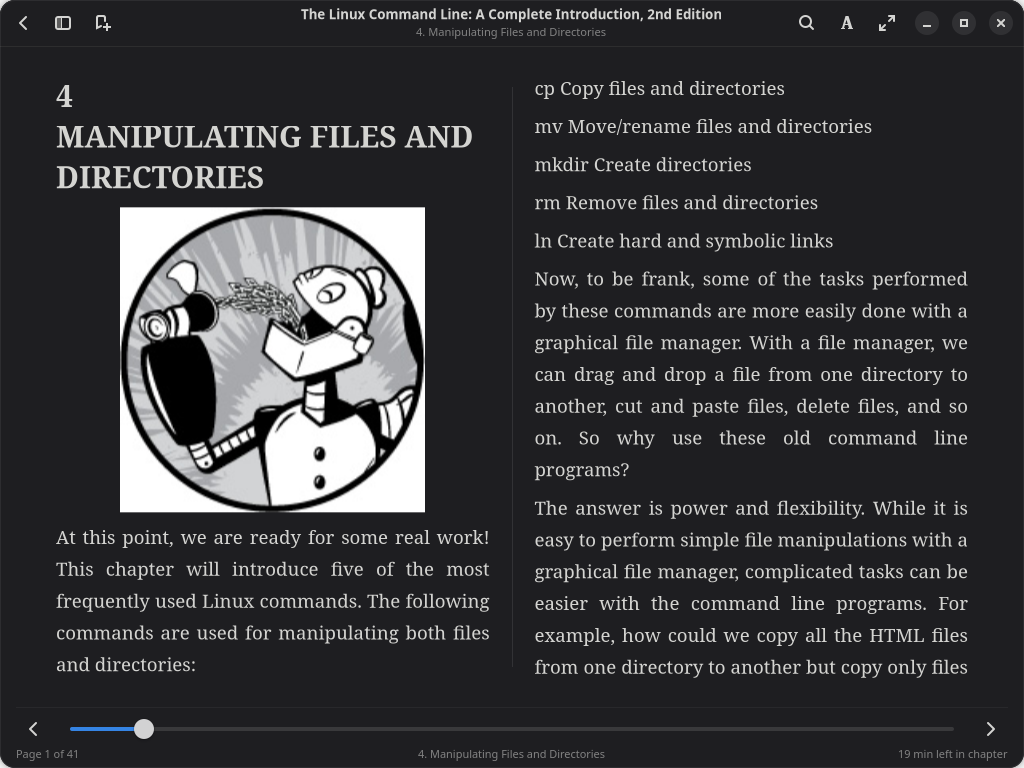 The Linux Command Line: A Complete Introduction, 2nd Edition
4. Manipulating Files and Directories
4
MANIPULATING FILES AND
DIRECTORIES
At this point, we are ready for some real work!
This chapter will introduce five of the most
frequently used Linux commands. The following
commands are used for manipulating both files
and directories:
cp Copy files and directories
mv Move/rename files and directories
mkdir Create directories
rm Remove files and directories
ln Create hard and symbolic links
Now, to be frank, some of the tasks performed
by these commands are more easily done with a
graphical file manager. With a file manager, we
can drag and drop a file from one directory to
another, cut and paste files, delete files, and so
on. So why use these old command line
programs?
The answer is power and flexibility. While it is
easy to perform simple file manipulations with a
graphical file manager, complicated tasks can be
easier with the command line programs. For
example, how could we copy all the HTML files
from one directory to another but copy only files
Page 1 of 41
4. Manipulating Files and Directories
19 min left in chapter